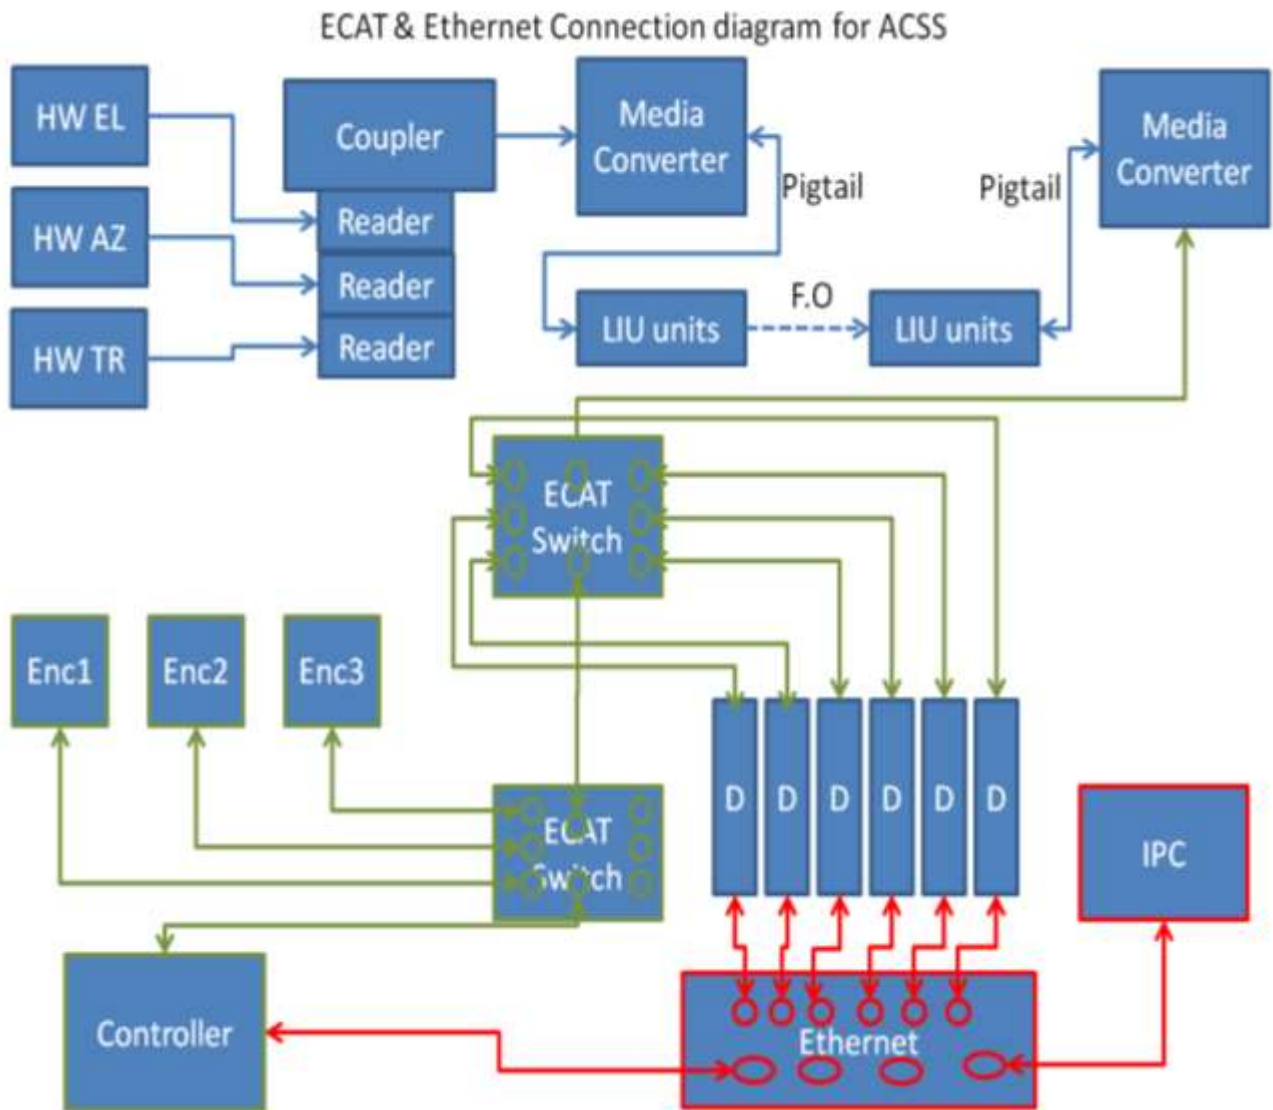 ECAT & Ethernet Connection diagram for ACSS
HW EL
HW AZ
HW TR
Coupler
Reader
Reader
Reader
Media
Converter
Pigtail
LIU units
F.O
LIU units
Pigtail
Media
Converter
ECAT
Switch
Enc1
Enc2
Enc3
ECAT
Switch
D
D
D
D
D
D
IPC
Controller
Ethernet